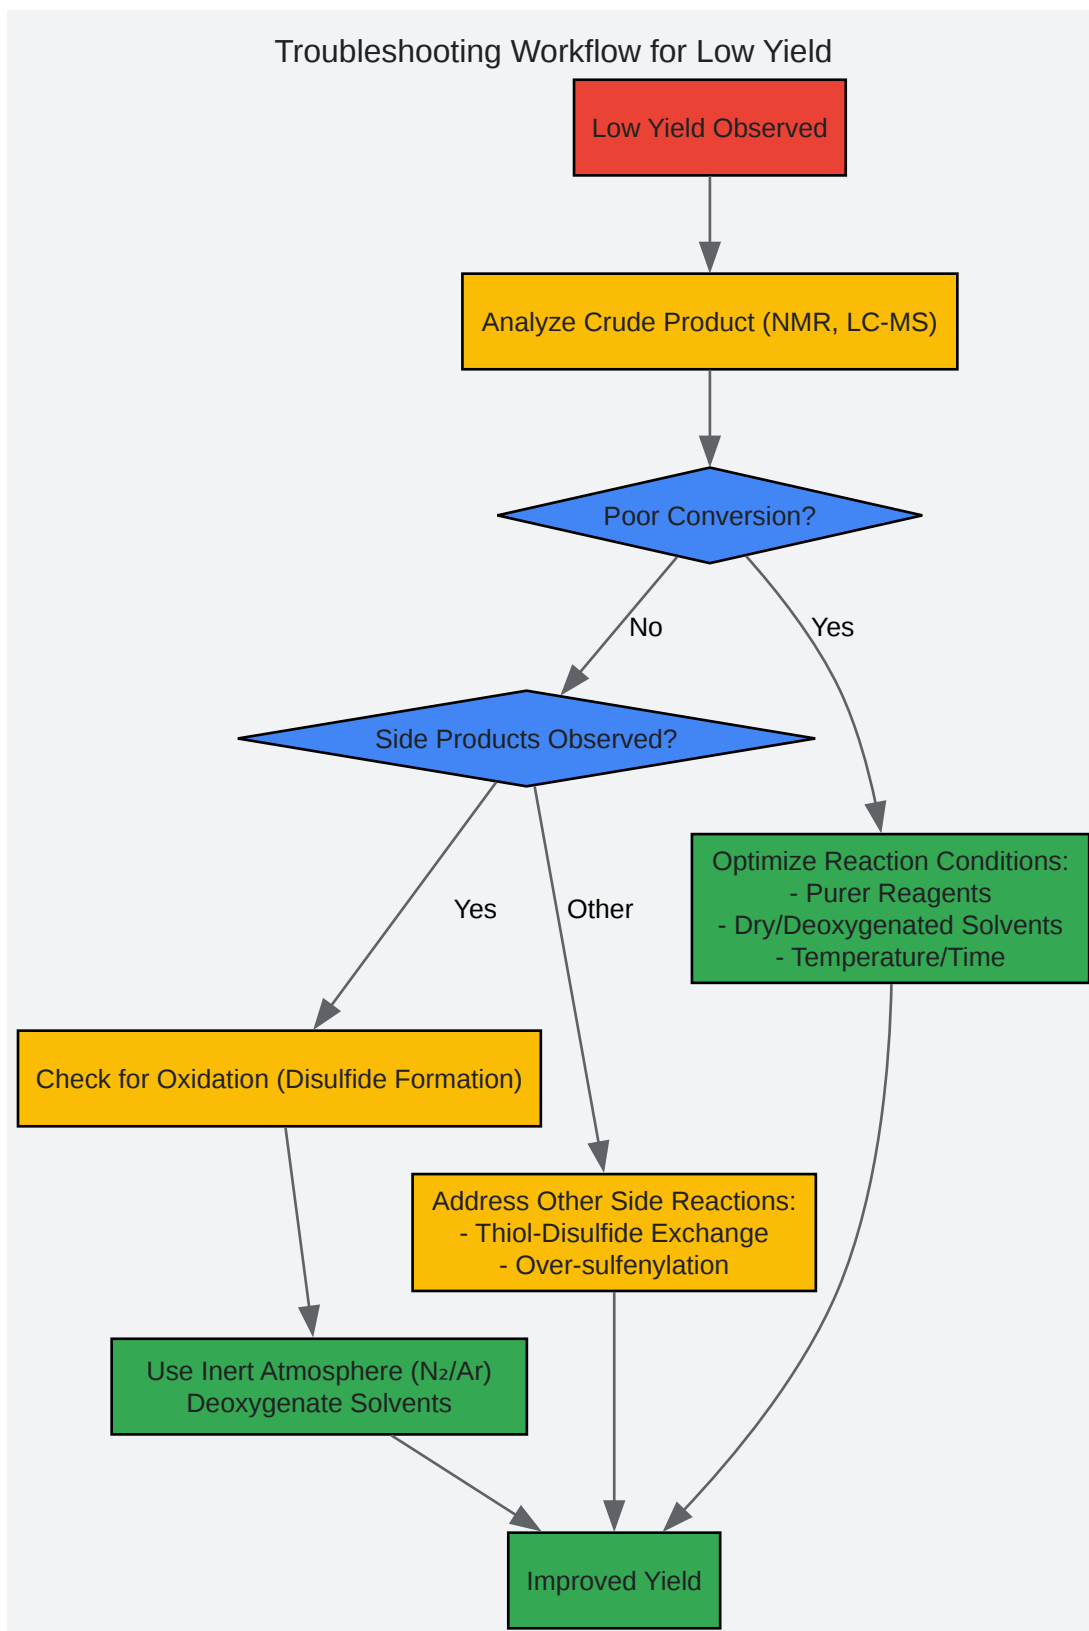 Troubleshooting Workflow for Low Yield
Low Yield Observed
Analyze Crude Product (NMR, LC-MS)
Poor Conversion?
No
Yes
Side Products Observed?
Optimize Reaction Conditions:
- Purer Reagents
- Dry/Deoxygenated Solvents
- Temperature/Time
Yes
Other
Check for Oxidation (Disulfide Formation)
Address Other Side Reactions:
- Thiol-Disulfide Exchange
- Over-sulfenylation
Use Inert Atmosphere (N₂/Ar)
Deoxygenate Solvents
Improved Yield